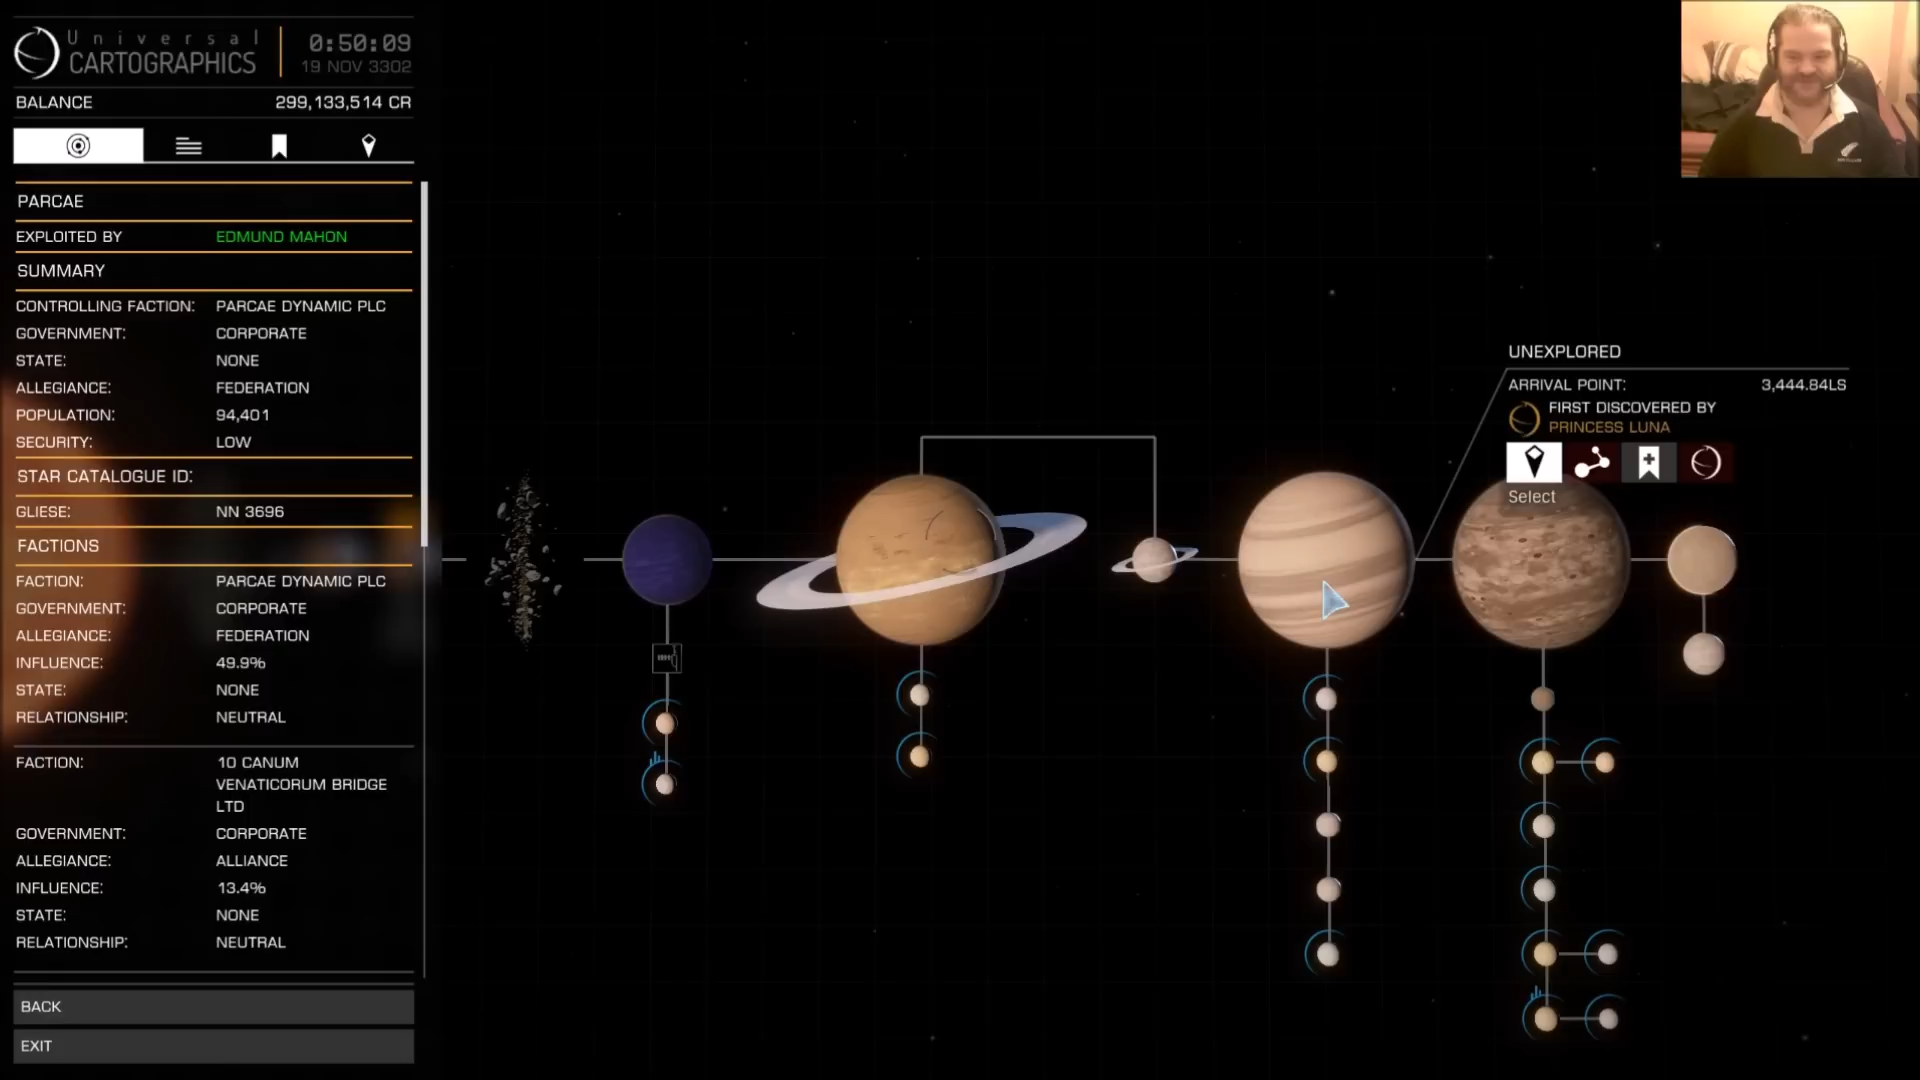 Universal
CARTOGRAPHICS
0:50:09
19 NOV 3302
BALANCE 299,133,514 CR
PARCAE
EXPLOITED BY EDMUND MAHON
SUMMARY
CONTROLLING FACTION: PARCAE DYNAMIC PLC
GOVERNMENT: CORPORATE
STATE: NONE
ALLEGIANCE: FEDERATION
POPULATION: 94,401
SECURITY: LOW
STAR CATALOGUE ID:
GLIESE: NN 3696
FACTIONS
FACTION: PARCAE DYNAMIC PLC
GOVERNMENT: CORPORATE
ALLEGIANCE: FEDERATION
INFLUENCE: 49.9%
STATE: NONE
RELATIONSHIP: NEUTRAL
FACTION: 10 CANUM
VENATICORUM BRIDGE
LTD
GOVERNMENT: CORPORATE
ALLEGIANCE: ALLIANCE
INFLUENCE: 13.4%
STATE: NONE
RELATIONSHIP: NEUTRAL
BACK
EXIT
UNEXPLORED
ARRIVAL POINT: 3,444.84LS
FIRST DISCOVERED BY
PRINCESS LUNA
Select